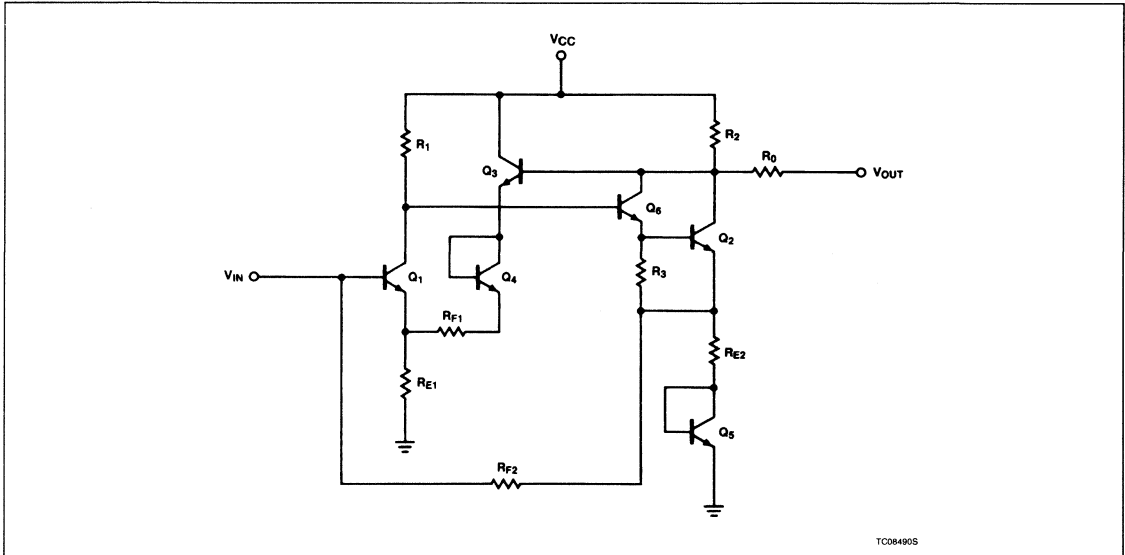 VCC
R1
R2
R0
VOUT
Q3
Q6
Q2
VIN
Q1
Q4
R3
RF1
RE2
RE1
Q5
RF2
TC08490S